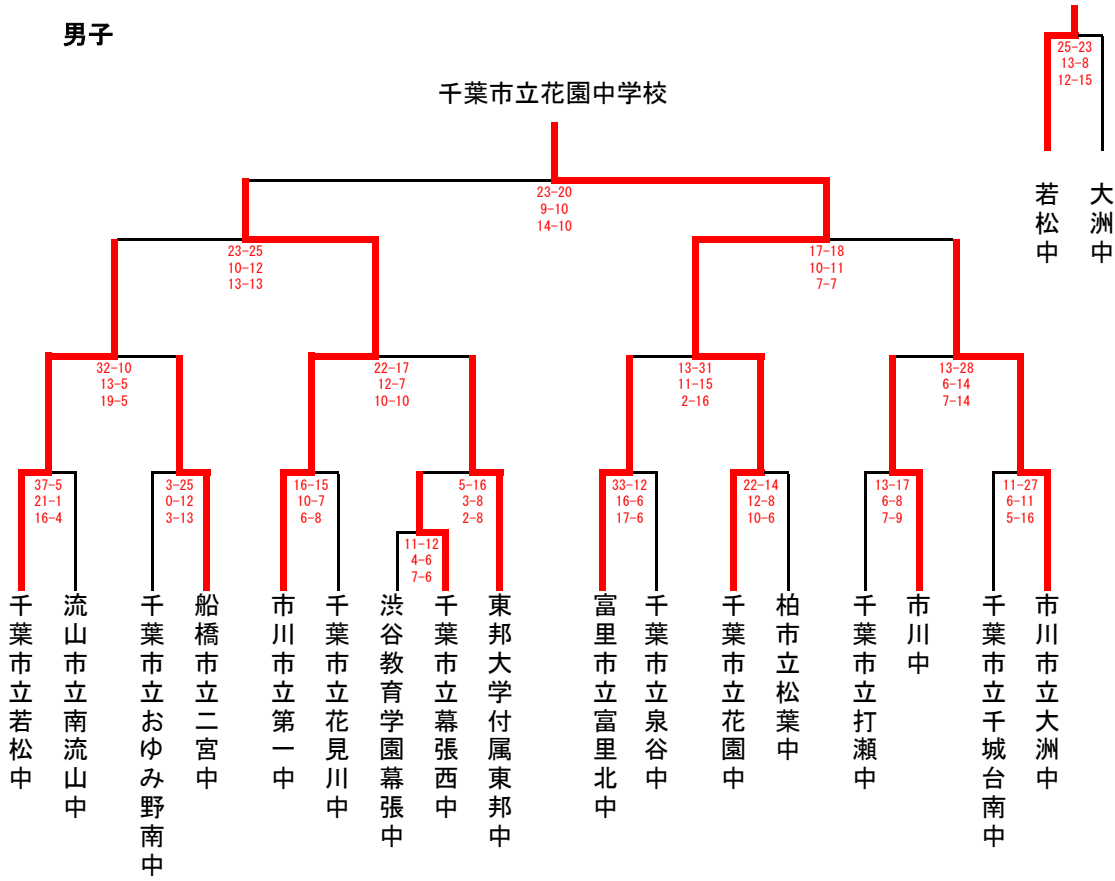 男子
25-23
13-8
12-15
若松中
大洲中
千葉市立花園中学校
23-20
9-10
14-10
23-25
10-12
13-13
17-18
10-11
7-7
32-10
13-5
19-5
22-17
12-7
10-10
13-31
11-15
2-16
13-28
6-14
7-14
37-5
21-1
16-4
3-25
0-12
3-13
16-15
10-7
6-8
5-16
3-8
2-8
33-12
16-6
17-6
22-14
12-8
10-6
13-17
6-8
7-9
11-27
6-11
5-16
11-12
4-6
7-6
千葉市立若松中
流山市立南流山中
千葉市立おゆみ野南中
船橋市立二宮中
市川市立第一中
千葉市立花見川中
渋谷教育学園幕張中
千葉市立幕張西中
東邦大学付属東邦中
富里市立富里北中
千葉市立泉谷中
千葉市立花園中
柏市立松葉中
千葉市立打瀬中
市川中
千葉市立千城台南中
市川市立大洲中